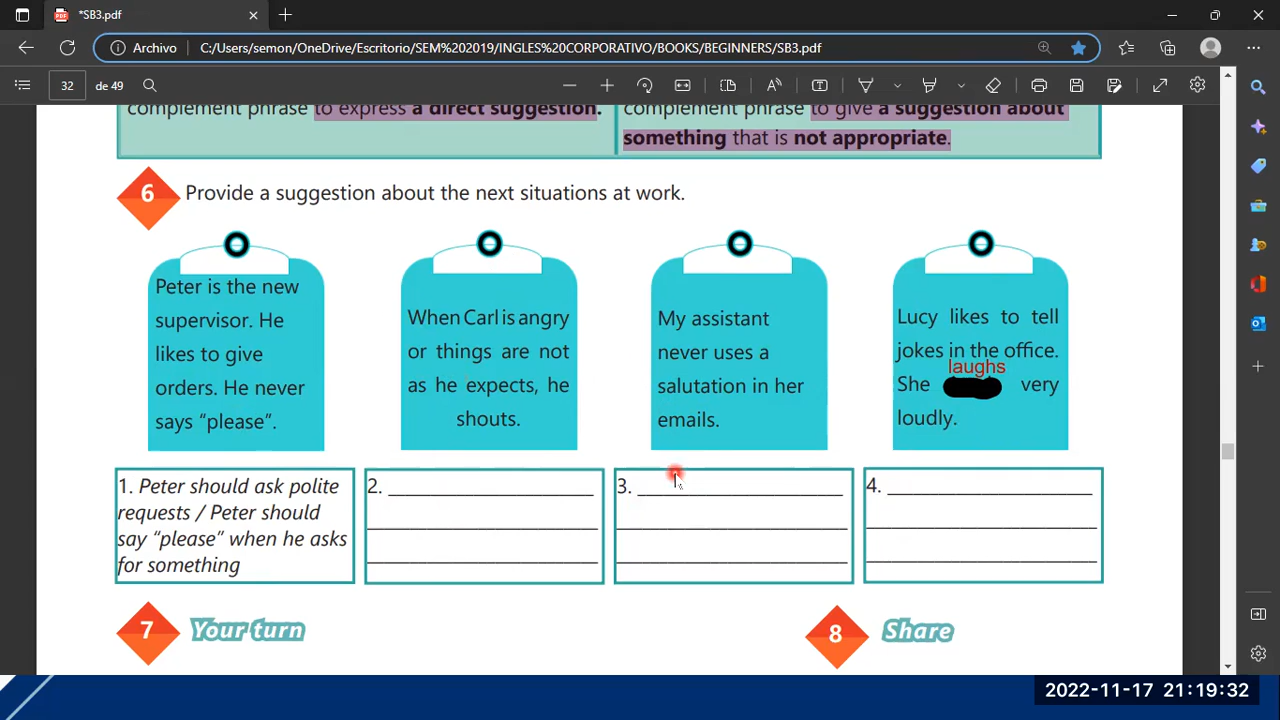 *SB3.pdf
Archivo C:/Users/semon/OneDrive/Escritorio/SEM%202019/INGLES%20CORPORATIVO/BOOKS/BEGINNERS/SB3.pdf
32 de 49
complement phrase to express a direct suggestion.
complement phrase to give a suggestion about
something that is not appropriate.
6 Provide a suggestion about the next situations at work.
Peter is the new
supervisor. He
likes to give
orders. He never
says “please”.
When Carl is angry
or things are not
as he expects, he
shouts.
My assistant
never uses a
salutation in her
emails.
Lucy likes to tell
jokes in the office.
laughs
She very
loudly.
1. Peter should ask polite
requests / Peter should
say “please” when he asks
for something
2. ____________________
3. ____________________
4. ____________________
7 Your turn
8 Share
2022-11-17 21:19:32